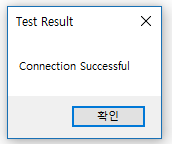 Test Result
Connection Successful
확인